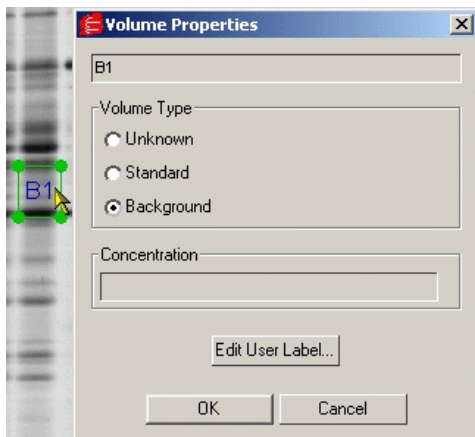 Volume Properties
B1
Volume Type
Unknown
Standard
B1
Background
Concentration
Edit User Label...
OK
Cancel